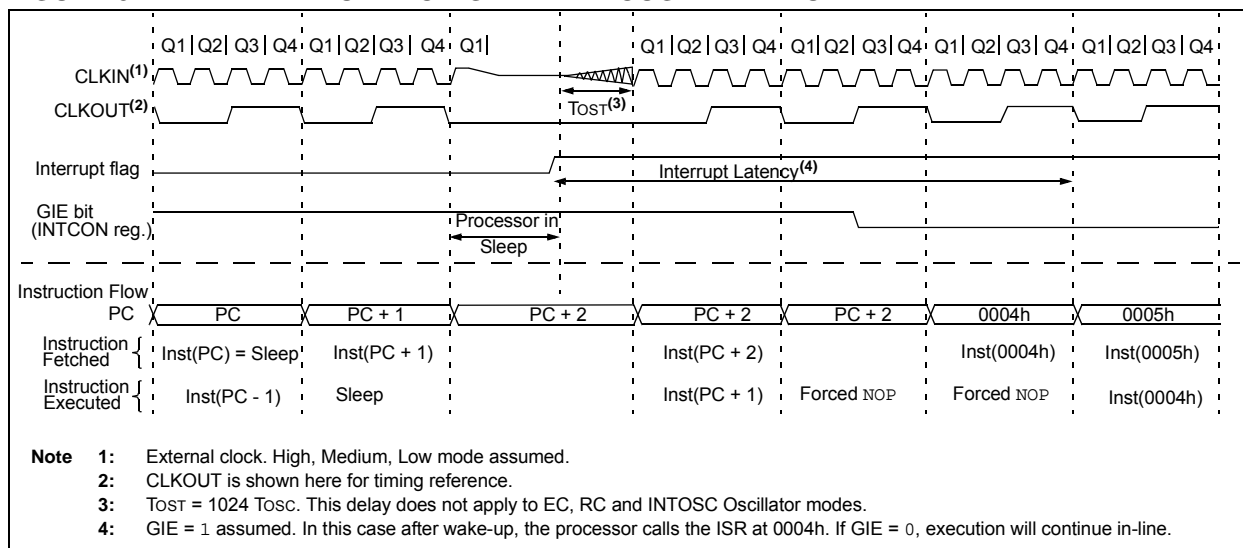 Q1 Q2 Q3 Q4 Q1 Q2 Q3 Q4 Q1 Q1 Q2 Q3 Q4 Q1 Q2 Q3 Q4 Q1 Q2 Q3 Q4 Q1 Q2 Q3 Q4
CLKIN(1)
CLKOUT(2)
TOST(3)
Interrupt flag
Interrupt Latency(4)
GIE bit
(INTCON reg.)
Processor in
Sleep
Instruction Flow
PC PC PC + 1 PC + 2 PC + 2 PC + 2 0004h 0005h
Instruction
Fetched
Inst(PC) = Sleep Inst(PC + 1) Inst(PC + 2) Inst(0004h) Inst(0005h)
Instruction
Executed
Inst(PC - 1) Sleep Inst(PC + 1) Forced NOP Forced NOP Inst(0004h)
Note 1: External clock. High, Medium, Low mode assumed.
2: CLKOUT is shown here for timing reference.
3: TOST = 1024 TOSC. This delay does not apply to EC, RC and INTOSC Oscillator modes.
4: GIE = 1 assumed. In this case after wake-up, the processor calls the ISR at 0004h. If GIE = 0, execution will continue in-line.